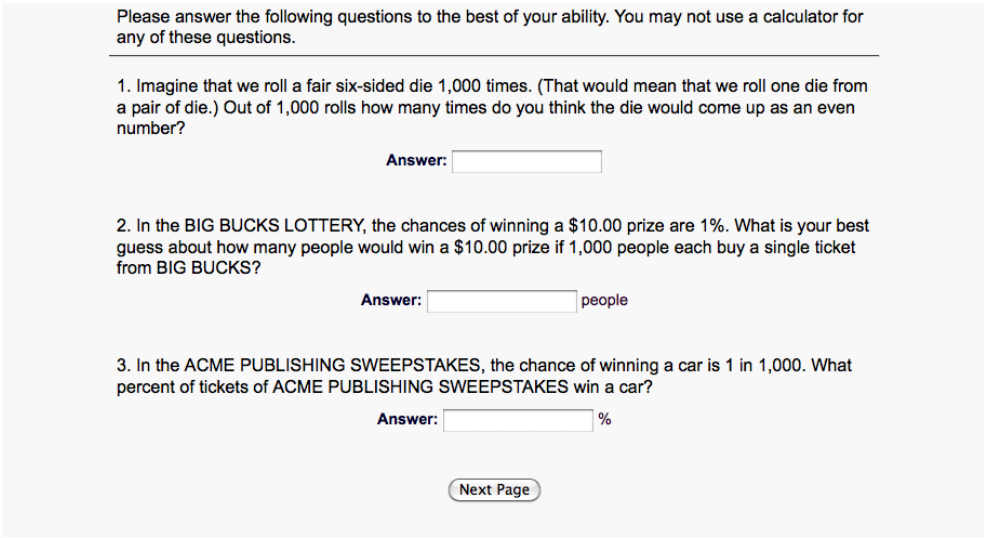 Please answer the following questions to the best of your ability. You may not use a calculator for
any of these questions.
1. Imagine that we roll a fair six-sided die 1,000 times. (That would mean that we roll one die from
a pair of die.) Out of 1,000 rolls how many times do you think the die would come up as an even
number?
Answer:
2. In the BIG BUCKS LOTTERY, the chances of winning a $10.00 prize are 1%. What is your best
guess about how many people would win a $10.00 prize if 1,000 people each buy a single ticket
from BIG BUCKS?
Answer: people
3. In the ACME PUBLISHING SWEEPSTAKES, the chance of winning a car is 1 in 1,000. What
percent of tickets of ACME PUBLISHING SWEEPSTAKES win a car?
Answer: %
Next Page